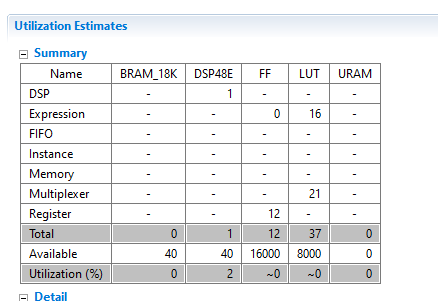 Utilization Estimates
Summary
Name BRAM_18K DSP48E FF LUT URAM
DSP - 1 - - -
Expression - - 0 16 -
FIFO - - - - -
Instance - - - - -
Memory - - - - -
Multiplexer - - - 21 -
Register - - 12 - -
Total 0 1 12 37 0
Available 40 40 16000 8000 0
Utilization (%) 0 2 ~0 ~0 0
Detail